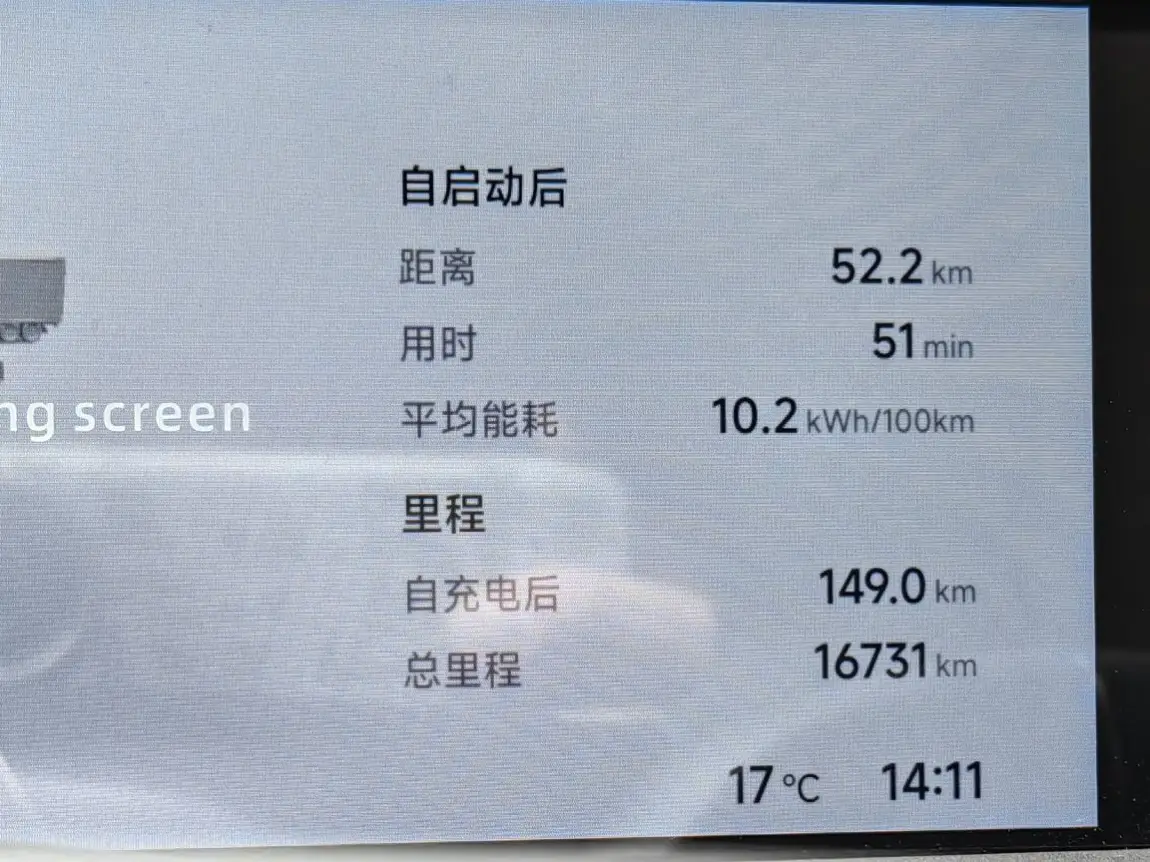 自启动后
距离 52.2 km
用时 51 min
平均能耗 10.2 kWh/100km
screen
里程
自充电后 149.0 km
总里程 16731 km
17 °C 14:11